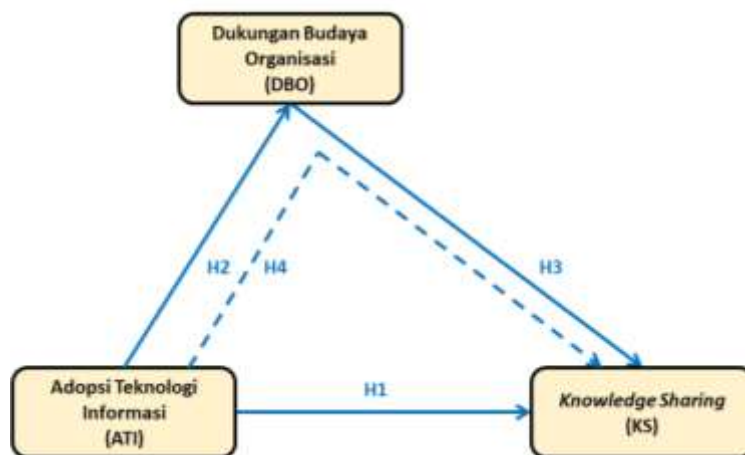 Dukungan Budaya
Organisasi
(DBO)
H2
H4
H3
Adopsi Teknologi
Informasi
(ATI)
H1
Knowledge Sharing
(KS)